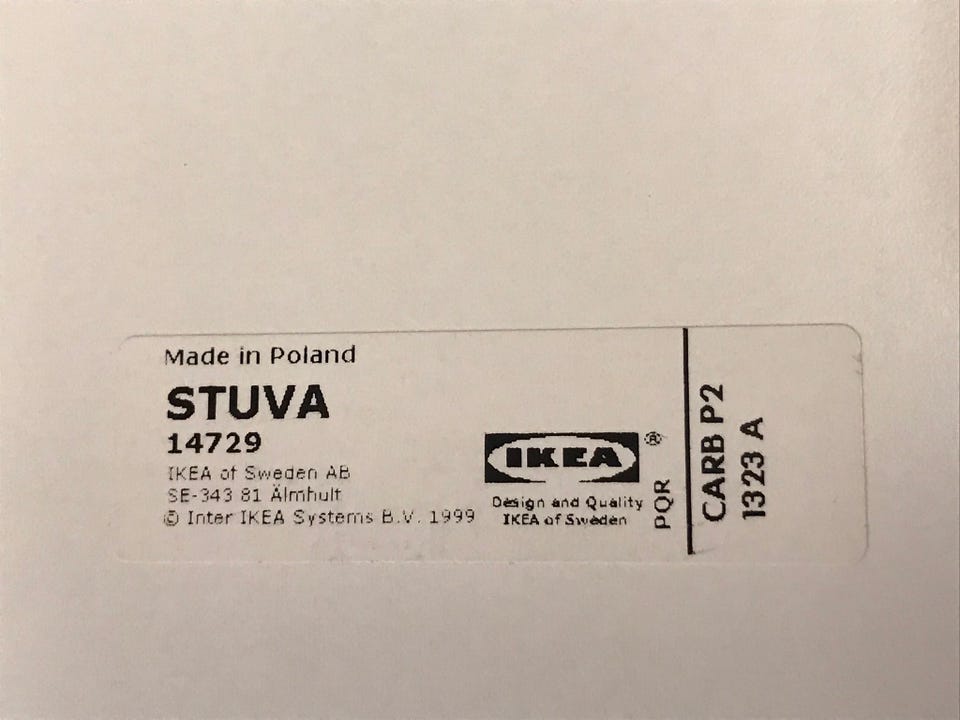 Made in Poland
STUVA
14729
IKEA of Sweden AB
SE-343 81 Älmhult
© Inter IKEA Systems B.V. 1999
IKEA ®
Design and Quality
IKEA of Sweden
PQR
CARB P2
1323 A